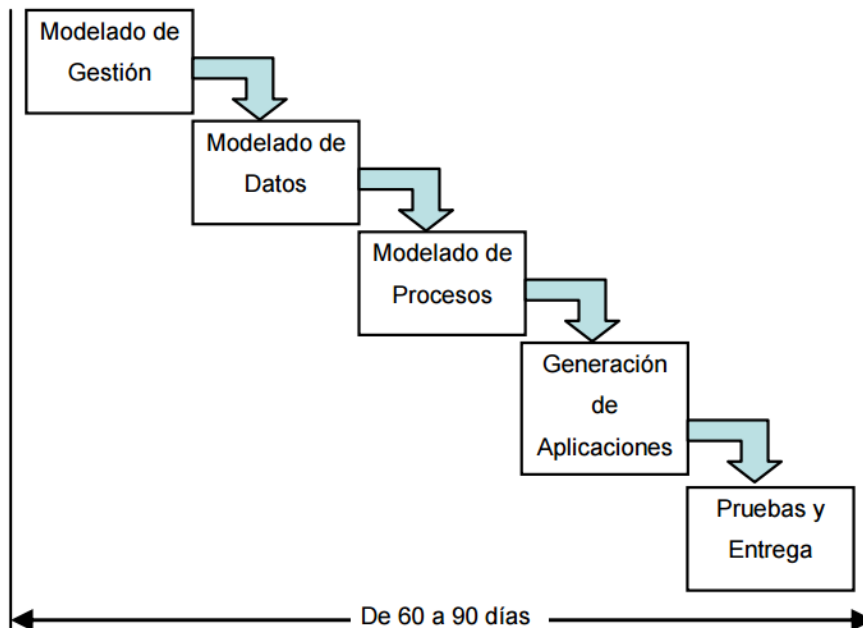 Modelado de
Gestión
Modelado de
Datos
Modelado de
Procesos
Generación
de
Aplicaciones
Pruebas y
Entrega
De 60 a 90 días